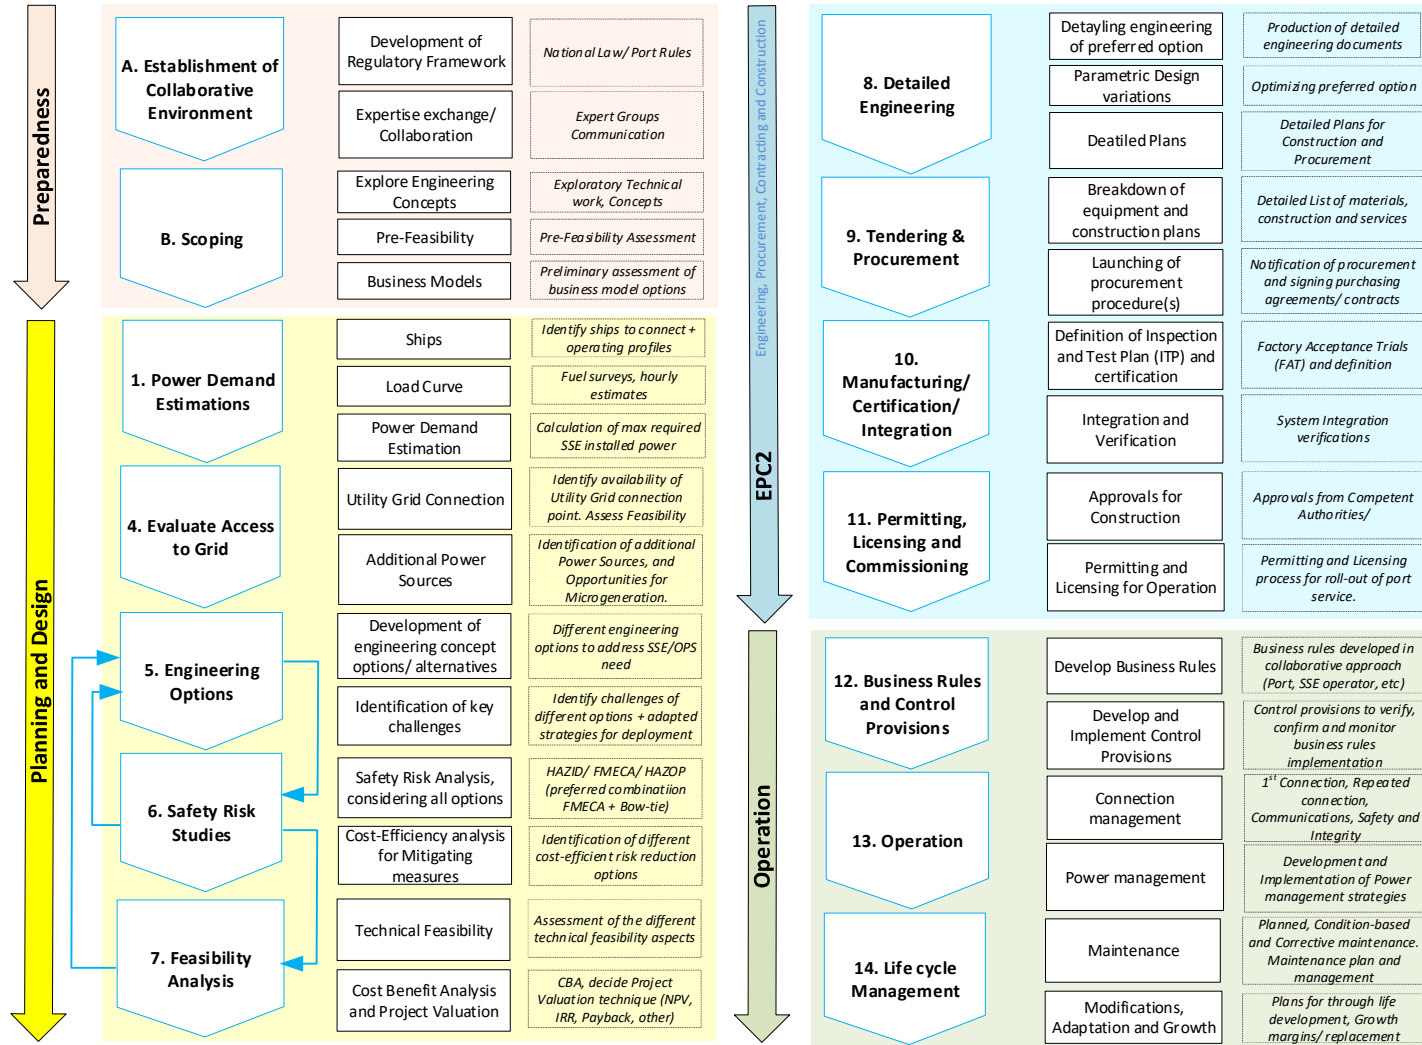 Preparedness
A. Establishment of
Collaborative
Environment
Development of
Regulatory Framework
National Law/ Port Rules
Expertise exchange/
Collaboration
Expert Groups
Communication
B. Scoping
Explore Engineering
Concepts
Exploratory Technical
work, Concepts
Pre-Feasibility
Pre-Feasibility Assessment
Business Models
Preliminary assessment of
business model options
Planning and Design
1. Power Demand
Estimations
Ships
Identify ships to connect +
operating profiles
Load Curve
Fuel surveys, hourly
estimates
Power Demand
Estimation
Calculation of max required
SSE installed power
4. Evaluate Access
to Grid
Utility Grid Connection
Identify availability of
Utility Grid connection
point. Assess Feasibility
Additional Power
Sources
Identification of additional
Power Sources, and
Opportunities for
Microgeneration.
5. Engineering
Options
Development of
engineering concept
options/ alternatives
Different engineering
options to address SSE/OPS
need
Identification of key
challenges
Identify challenges of
different options + adapted
strategies for deployment
6. Safety Risk
Studies
Safety Risk Analysis,
considering all options
HAZID/ FMECA/ HAZOP
(preferred combinatiion
FMECA + Bow-tie)
Cost-Efficiency analysis
for Mitigating
measures
Identification of different
cost-efficient risk reduction
options
7. Feasibility
Analysis
Technical Feasibility
Assessment of the different
technical feasibility aspects
Cost Benefit Analysis
and Project Valuation
CBA, decide Project
Valuation technique (NPV,
IRR, Payback, other)
Engineering, Procurement, Contracting and Construction
EPC2
8. Detailed
Engineering
Detayling engineering
of preferred option
Production of detailed
engineering documents
Parametric Design
variations
Optimizing preferred option
Deatiled Plans
Detailed Plans for
Construction and
Procurement
9. Tendering &
Procurement
Breakdown of
equipment and
construction plans
Detailed List of materials,
construction and services
Launching of
procurement
procedure(s)
Notification of procurement
and signing purchasing
agreements/ contracts
10.
Manufacturing/
Certification/
Integration
Definition of Inspection
and Test Plan (ITP) and
certification
Factory Acceptance Trials
(FAT) and definition
Integration and
Verification
System Integration
verifications
11. Permitting,
Licensing and
Commissioning
Approvals for
Construction
Approvals from Competent
Authorities/
Permitting and
Licensing for Operation
Permitting and Licensing
process for roll-out of port
service.
Operation
12. Business Rules
and Control
Provisions
Develop Business Rules
Business rules developed in
collaborative approach
(Port, SSE operator, etc)
Develop and
Implement Control
Provisions
Control provisions to verify,
confirm and monitor
business rules
implementation
13. Operation
Connection
management
1st Connection, Repeated
connection,
Communications, Safety and
Integrity
Power management
Development and
Implementation of Power
management strategies
14. Life cycle
Management
Maintenance
Planned, Condition-based
and Corrective maintenance.
Maintenance plan and
management
Modifications,
Adaptation and Growth
Plans for through life
development, Growth
margins/ replacement